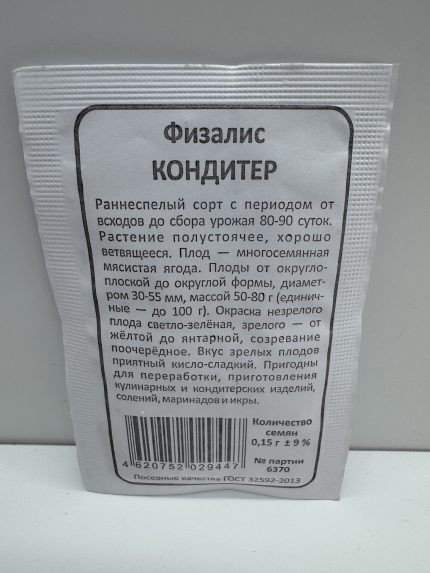 Физалис
КОНДИТЕР
Раннеспелый сорт с периодом от
всходов до сбора урожая 80-90 суток.
Растение полустоячее, хорошо
ветвящееся. Плод — многосемянная
мясистая ягода. Плоды от округло-
плоской до округлой формы, диамет-
ром 30-55 мм, массой 50-80 г (единич-
ные — до 100 г). Окраска незрелого
плода светло-зелёная, зрелого — от
жёлтой до янтарной, созревание
поочерёдное. Вкус зрелых плодов
приятный кисло-сладкий. Пригодны
для переработки, приготовления
кулинарных и кондитерских изделий,
солений, маринадов и икры.
Количество
семян
0,15 г ± 9 %
№ партии
6370
4 620752 029447
Посевные качества ГОСТ 32592-2013